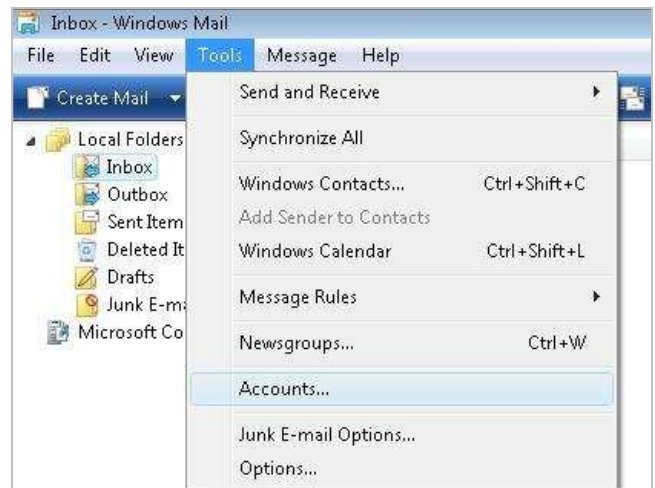 Inbox - Windows Mail
File Edit View Tools Message Help
Create Mail
Local Folders
Inbox
Outbox
Sent Item
Deleted It
Drafts
Junk E-ma
Microsoft Co
Send and Receive
Synchronize All
Windows Contacts... Ctrl+Shift+C
Add Sender to Contacts
Windows Calendar Ctrl+Shift+L
Message Rules
Newsgroups... Ctrl+W
Accounts...
Junk E-mail Options...
Options...